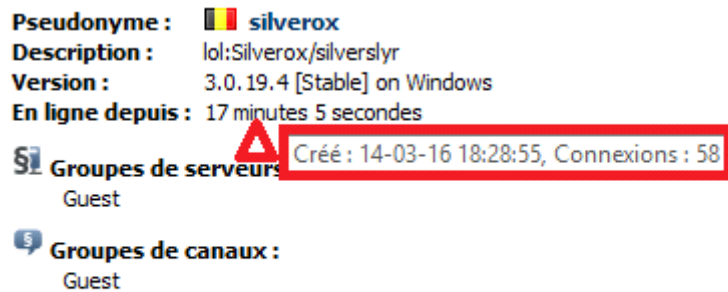 Pseudonyme : silverox
Description : lol:Silverox/silverslyr
Version : 3.0.19.4 [Stable] on Windows
En ligne depuis : 17 minutes 5 secondes
Créé : 14-03-16 18:28:55, Connexions : 58
Groupes de serveurs
Guest
Groupes de canaux :
Guest